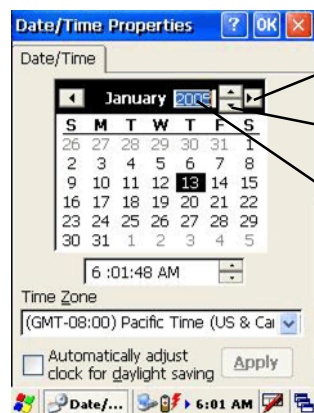 Date/Time Properties ? OK
Date/Time
January 2005
S M T W T F S
26 27 28 29 30 31 1
2 3 4 5 6 7 8
9 10 11 12 13 14 15
16 17 18 19 20 21 22
23 24 25 26 27 28 29
30 31 1 2 3 4 5
6 :01:48 AM
Time Zone
(GMT-08:00) Pacific Time (US & Cai
Automatically adjust
clock for daylight saving
Apply
Date/... 6:01 AM